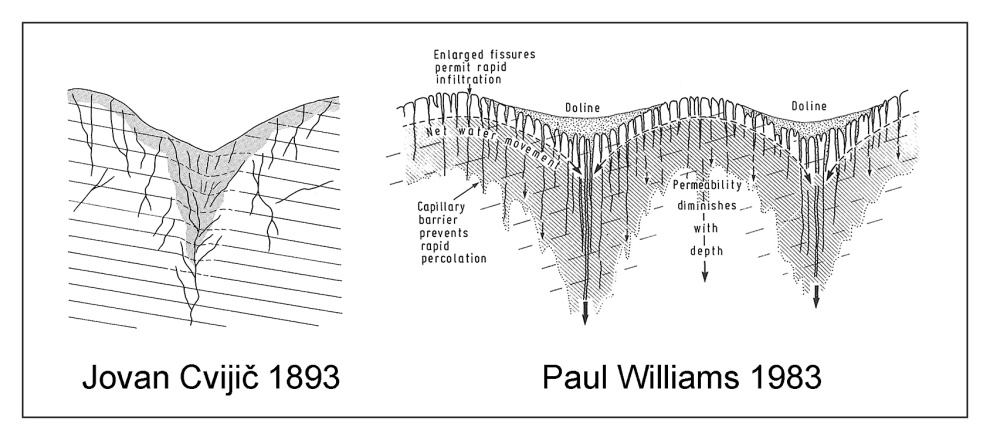 Enlarged fissures
permit rapid
infiltration
Doline
Doline
Net water movement
Capillary
barrier
prevents
rapid
percolation
Permeability
diminishes
with
depth
Jovan Cvijič 1893
Paul Williams 1983